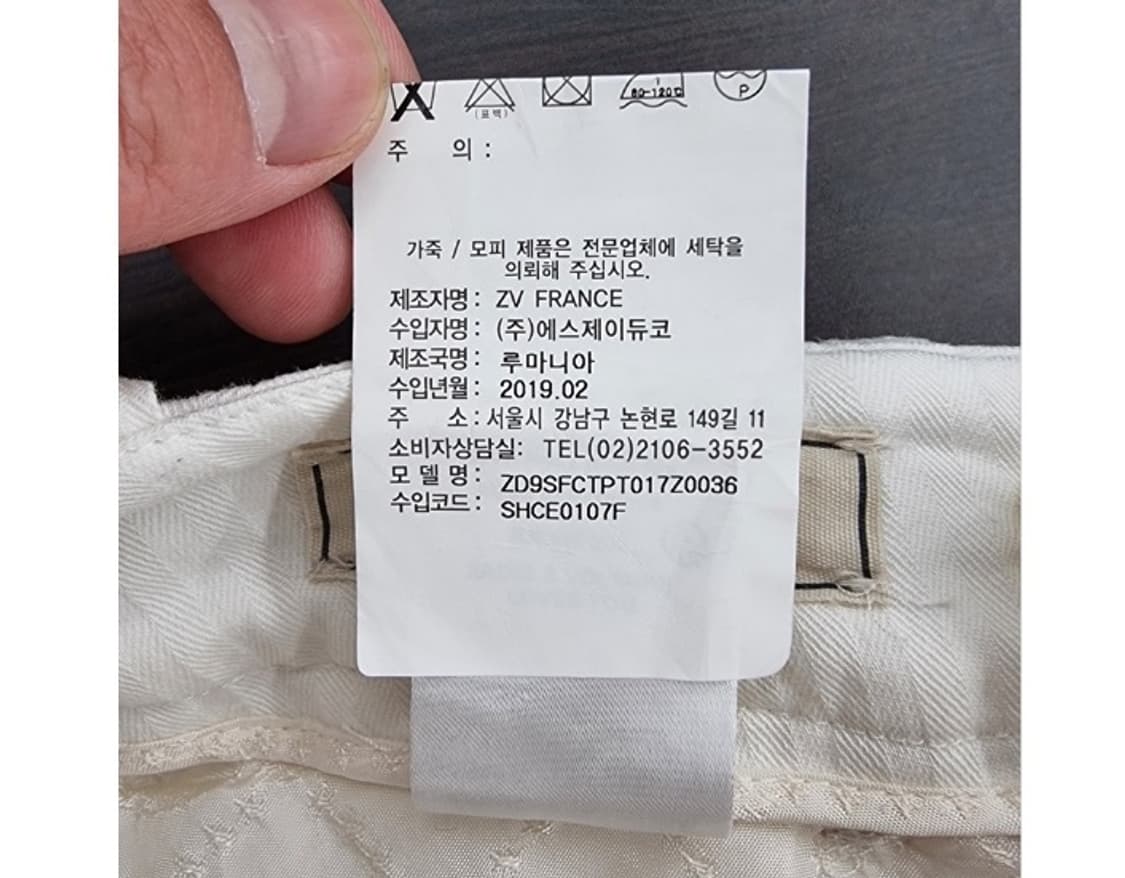 (표백)
80-120℃
P
주 의 :
가죽 / 모피 제품은 전문업체에 세탁을
의뢰해 주십시오.
제조자명 : ZV FRANCE
수입자명 : (주)에스제이듀코
제조국명 : 루마니아
수입년월 : 2019.02
주 소 : 서울시 강남구 논현로 149길 11
소비자상담실: TEL(02)2106-3552
모 델 명 : ZD9SFCTPT017Z0036
수입코드 : SHCE0107F